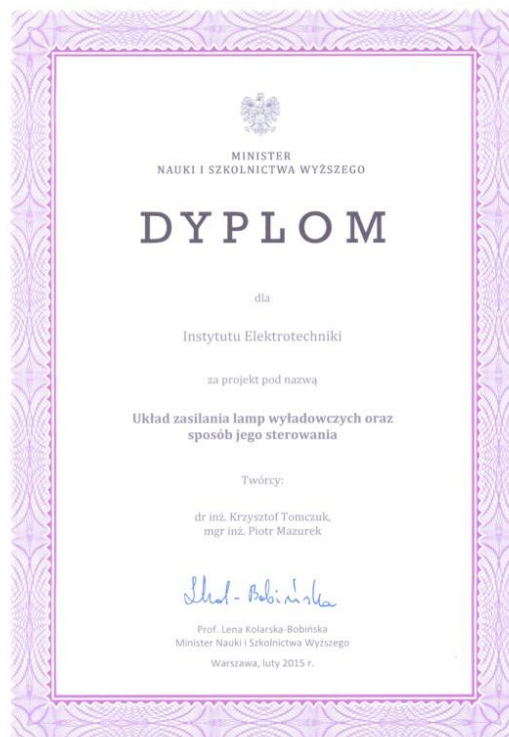 MINISTER
NAUKI I SZKOLNICTWA WYŻSZEGO
DYPLOM
dla
Instytutu Elektrotechniki
za projekt pod nazwą
Układ zasilania lamp wyładowczych oraz
sposób jego sterowania
Twórcy:
dr inż. Krzysztof Tomczuk,
mgr inż. Piotr Mazurek
Prof. Lena Kolarska-Bobińska
Minister Nauki i Szkolnictwa Wyższego
Warszawa, luty 2015 r.